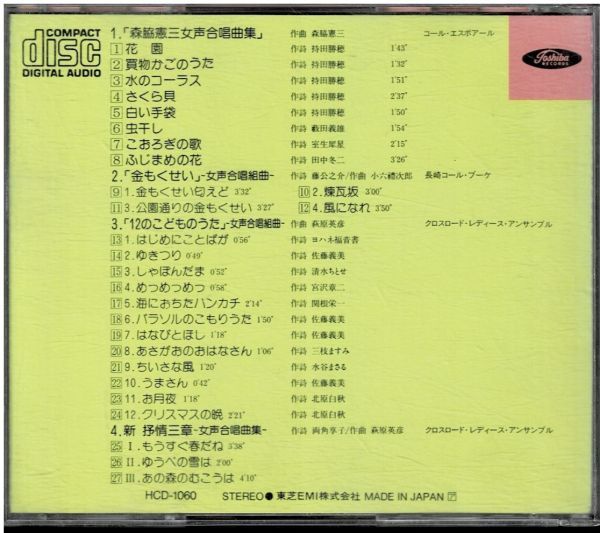 COMPACT
disc
DIGITAL AUDIO
Toshiba
RECORDS
1.「森脇憲三女声合唱曲集」 作曲 森脇憲三 コール・エスポアール
1 花 園 作詩 持田勝穂 1'43"
2 買物かごのうた 作詩 持田勝穂 1'32"
3 水のコーラス 作詩 持田勝穂 1'51"
4 さくら貝 作詩 持田勝穂 2'37"
5 白い手袋 作詩 持田勝穂 1'50"
6 虫干し 作詩 藪田義雄 1'54"
7 こおろぎの歌 作詩 室生犀星 2'15"
8 ふじまめの花 作詩 田中冬二 3'26"
2.「金もくせい」-女声合唱組曲- 作詩 藤公之介/作曲 小六禮次郎 長崎コール・ブーケ
9 1.金もくせい匂えど 3'32" 10 2.煉瓦坂 3'00"
11 3.公園通りの金もくせい 3'27" 12 4.風になれ 3'50"
3.「12のこどものうた」-女声合唱組曲- 作曲 萩原英彦 クロスロード・レディース・アンサンブル
13 1.はじめにことばが 0'56" 作詩 ヨハネ福音書
14 2.ゆきつり 0'49" 作詩 佐藤義美
15 3.しゃぼんだま 0'52" 作詩 清水ちとせ
16 4.めっめっめっ 0'58" 作詩 宮沢章二
17 5.海におちたハンカチ 2'14" 作詩 関根栄一
18 6.パラソルのこもりうた 1'50" 作詩 佐藤義美
19 7.はなびとほし 1'18" 作詩 佐藤義美
20 8.あさがおのおはなさん 1'06" 作詩 三枝ますみ
21 9.ちいさな風 1'20" 作詩 水谷まさる
22 10.うまさん 0'42" 作詩 佐藤義美
23 11.お月夜 1'18" 作詩 北原白秋
24 12.クリスマスの晩 2'21" 作詩 北原白秋
4.新 抒情三章-女声合唱曲集- 作詩 両角享子/作曲 萩原英彦 クロスロード・レディース・アンサンブル
25 I.もうすぐ春だね 3'38"
26 II.ゆうべの雪は 2'00"
27 III.あの森のむこうは 4'10"
HCD-1060 STEREO● 東芝EMI株式会社 MADE IN JAPAN